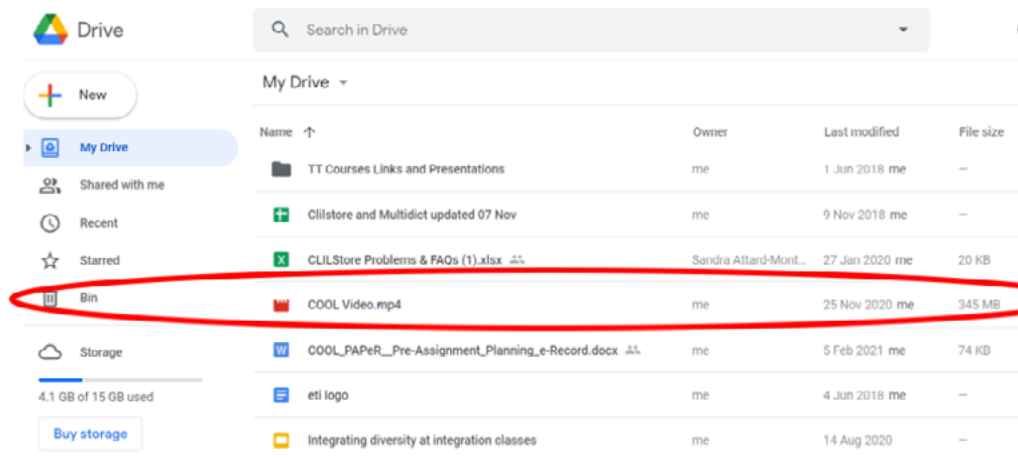 Drive
Search in Drive
New
My Drive
Name Owner Last modified File size
My Drive
TT Courses Links and Presentations me 1 Jun 2018 me –
Shared with me
Clilstore and Multidict updated 07 Nov me 9 Nov 2018 me –
Recent
Starred
CLILStore Problems & FAQs (1).xlsx Sandra Attard-Mont... 27 Jan 2020 me 20 KB
Bin
COOL Video.mp4 me 25 Nov 2020 me 345 MB
Storage
COOL_PAPeR__Pre-Assignment_Planning_e-Record.docx me 5 Feb 2021 me 74 KB
4.1 GB of 15 GB used
eti logo me 4 Jun 2018 me –
Buy storage
Integrating diversity at integration classes me 14 Aug 2020 –